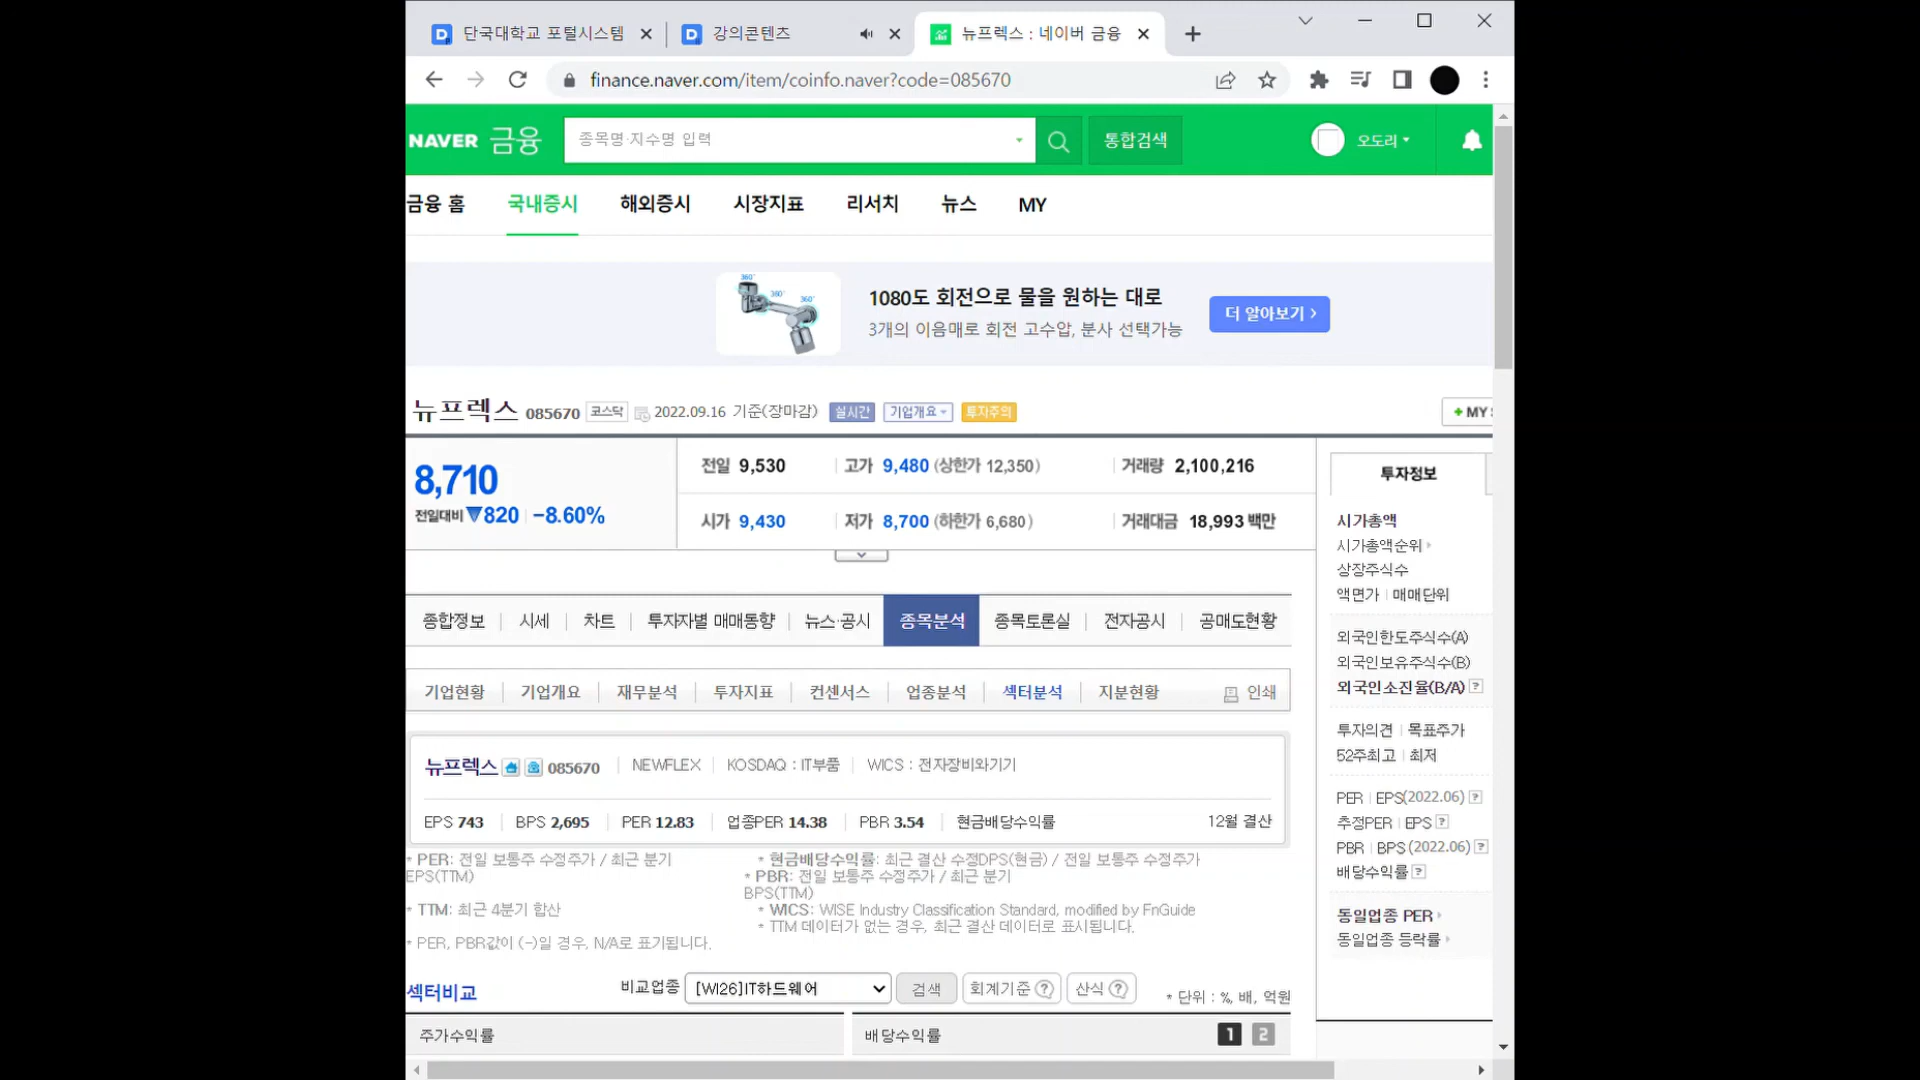 단국대학교 포털시스템
강의콘텐츠
뉴프렉스 : 네이버 금융
finance.naver.com/item/coinfo.naver?code=085670
NAVER 금융
종목명·지수명 입력
통합검색
오도리
금융 홈 국내증시 해외증시 시장지표 리서치 뉴스 MY
360° 360° 360°
1080도 회전으로 물을 원하는 대로
3개의 이음매로 회전 고수압, 분사 선택가능
더 알아보기 >
뉴프렉스 085670 코스닥 2022.09.16 기준(장마감) 실시간 기업개요 투자주의
+ MY
8,710
전일대비 ▼820 -8.60%
전일 9,530 고가 9,480 (상한가 12,350) 거래량 2,100,216
시가 9,430 저가 8,700 (하한가 6,680) 거래대금 18,993 백만
종합정보 시세 차트 투자자별 매매동향 뉴스·공시 종목분석 종목토론실 전자공시 공매도현황
기업현황 기업개요 재무분석 투자지표 컨센서스 업종분석 섹터분석 지분현황 인쇄
뉴프렉스 085670 NEWFLEX KOSDAQ : IT부품 WICS : 전자장비와기기
EPS 743 BPS 2,695 PER 12.83 업종PER 14.38 PBR 3.54 현금배당수익률 12월 결산
* PER: 전일 보통주 수정주가 / 최근 분기
EPS(TTM)
* TTM: 최근 4분기 합산
* PER, PBR값이 (-)일 경우, N/A로 표기됩니다.
* 현금배당수익률: 최근 결산 수정DPS(현금) / 전일 보통주 수정주가
* PBR: 전일 보통주 수정주가 / 최근 분기
BPS(TTM)
* WICS: WISE Industry Classification Standard, modified by FnGuide
* TTM 데이터가 없는 경우, 최근 결산 데이터로 표시됩니다.
섹터비교
비교업종 [WI26]IT하드웨어 검색 회계기준 ? 산식 ? * 단위 : %, 배, 억원
주가수익률
배당수익률 1 2
투자정보
시가총액
시가총액순위
상장주식수
액면가 | 매매단위
외국인한도주식수(A)
외국인보유주식수(B)
외국인소진율(B/A) ?
투자의견 | 목표주가
52주최고 | 최저
PER | EPS(2022.06) ?
추정PER | EPS ?
PBR | BPS (2022.06) ?
배당수익률 ?
동일업종 PER
동일업종 등락률